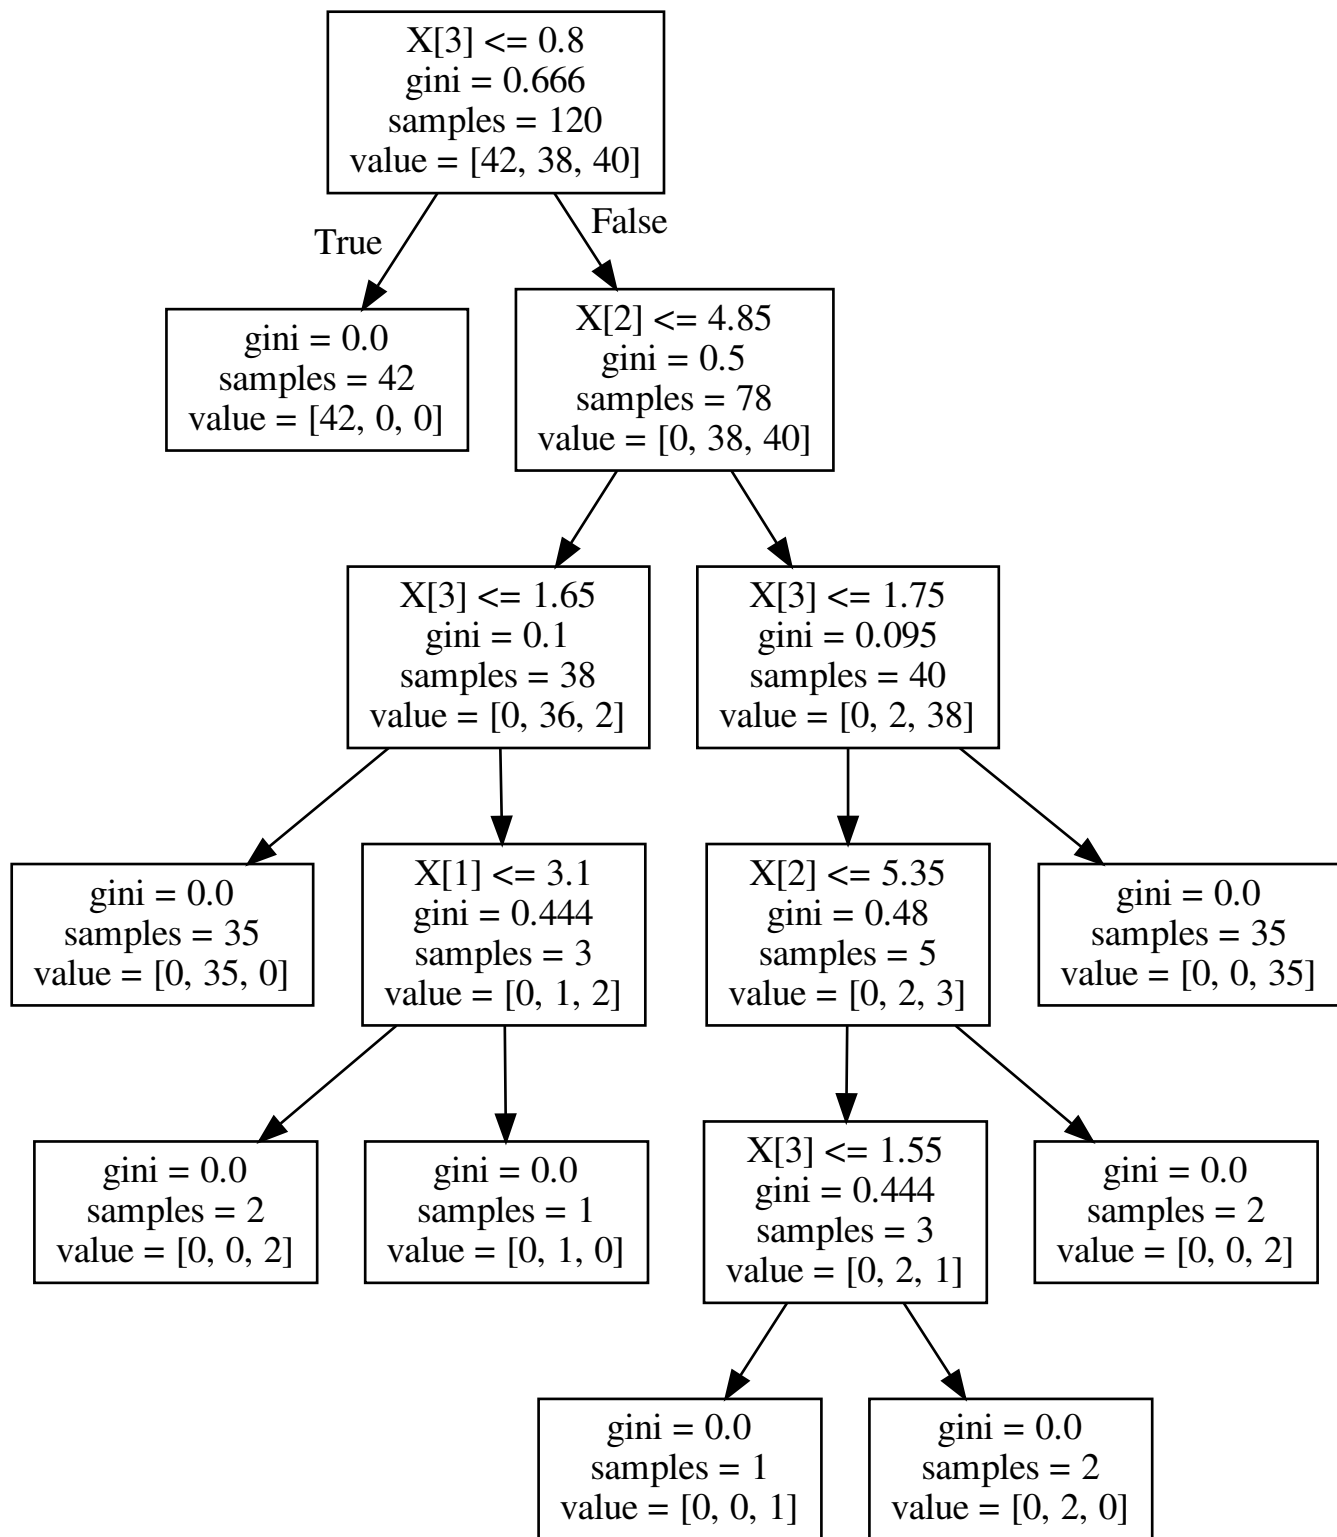 X[3] <= 0.8
gini = 0.666
samples = 120
value = [42, 38, 40]
True
False
gini = 0.0
samples = 42
value = [42, 0, 0]
X[2] <= 4.85
gini = 0.5
samples = 78
value = [0, 38, 40]
X[3] <= 1.65
gini = 0.1
samples = 38
value = [0, 36, 2]
X[3] <= 1.75
gini = 0.095
samples = 40
value = [0, 2, 38]
gini = 0.0
samples = 35
value = [0, 35, 0]
X[1] <= 3.1
gini = 0.444
samples = 3
value = [0, 1, 2]
X[2] <= 5.35
gini = 0.48
samples = 5
value = [0, 2, 3]
gini = 0.0
samples = 35
value = [0, 0, 35]
gini = 0.0
samples = 2
value = [0, 0, 2]
gini = 0.0
samples = 1
value = [0, 1, 0]
X[3] <= 1.55
gini = 0.444
samples = 3
value = [0, 2, 1]
gini = 0.0
samples = 2
value = [0, 0, 2]
gini = 0.0
samples = 1
value = [0, 0, 1]
gini = 0.0
samples = 2
value = [0, 2, 0]